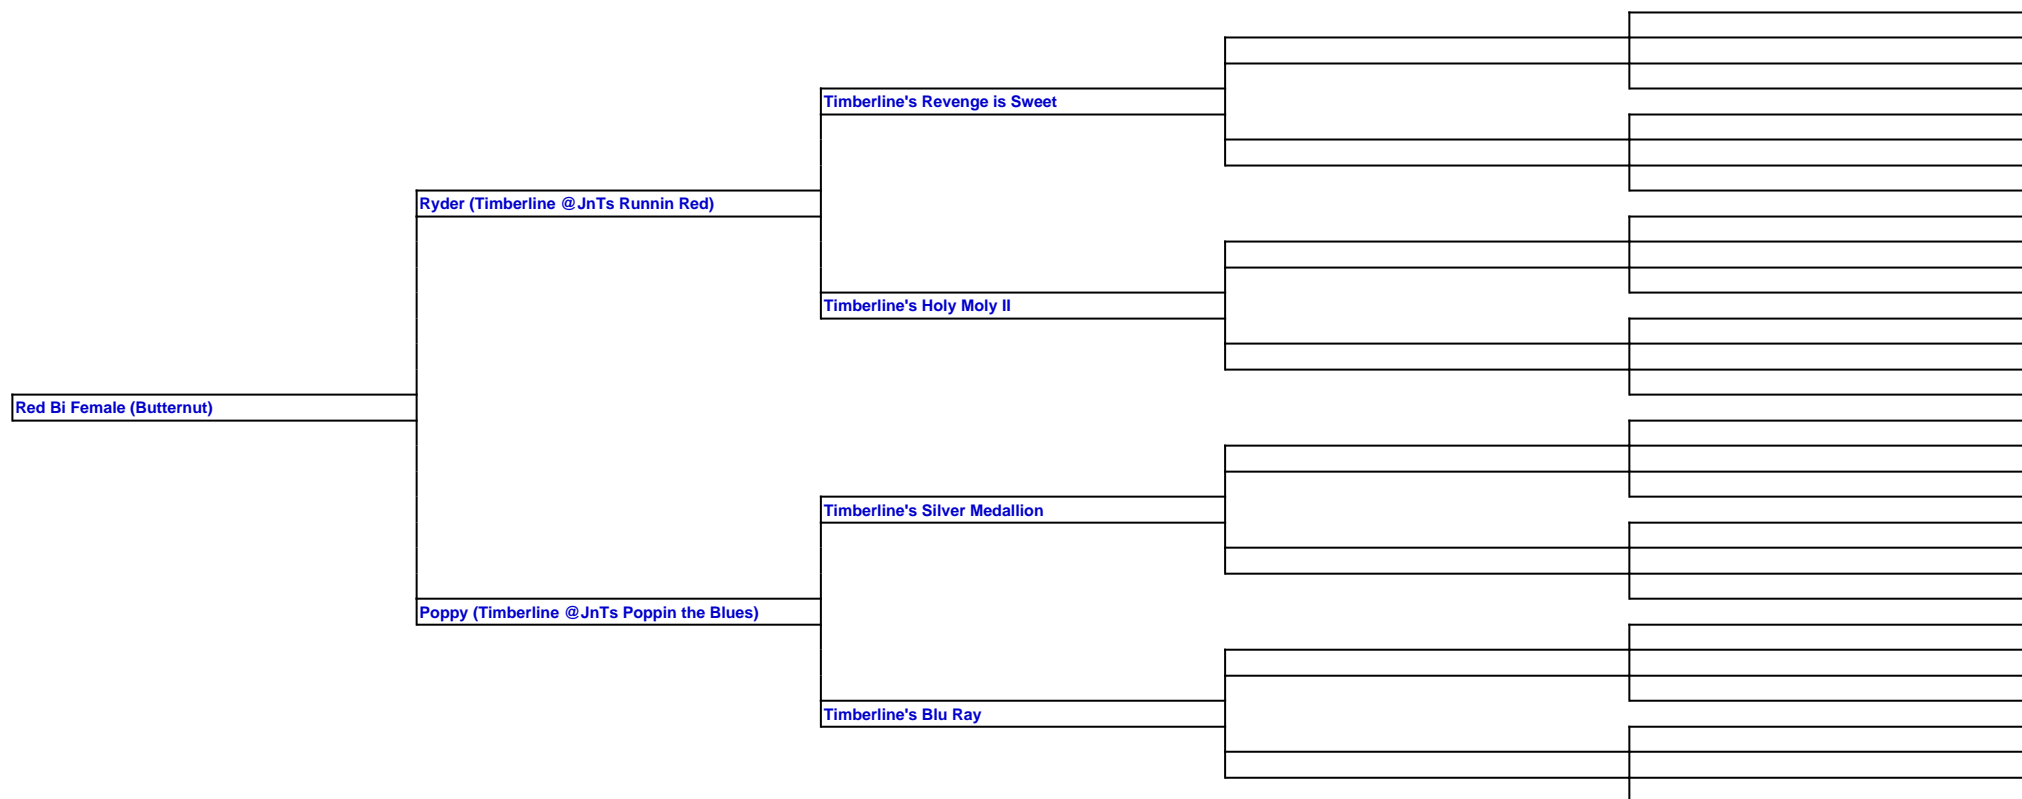 Timberline's Revenge is Sweet
Ryder (Timberline @JnTs Runnin Red)
Timberline's Holy Moly II
Red Bi Female (Butternut)
Timberline's Silver Medallion
Poppy (Timberline @JnTs Poppin the Blues)
Timberline's Blu Ray